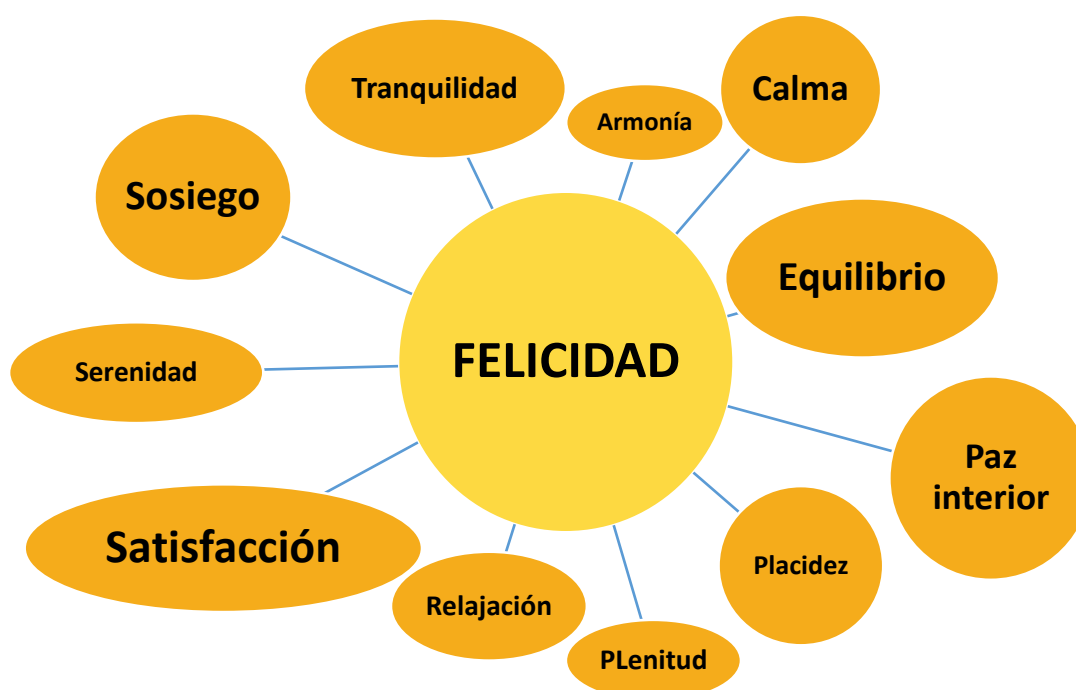 Tranquilidad
Armonía
Calma
Sosiego
Equilibrio
FELICIDAD
Serenidad
Paz
interior
Satisfacción
Placidez
Relajación
PLenitud